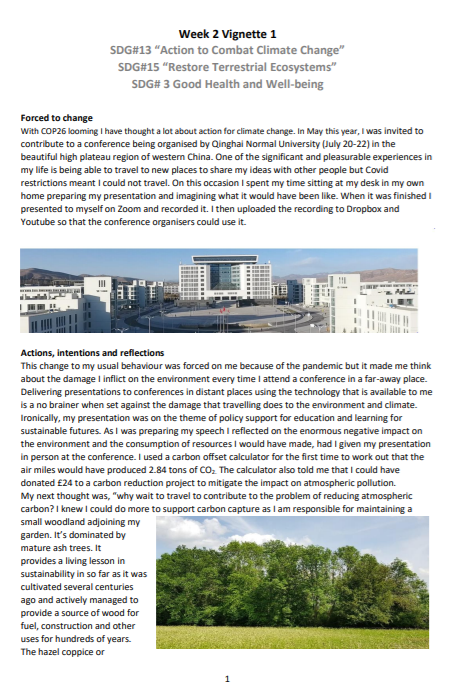 Week 2 Vignette 1
SDG#13 “Action to Combat Climate Change”
SDG#15 “Restore Terrestrial Ecosystems”
SDG# 3 Good Health and Well-being
Forced to change
With COP26 looming I have thought a lot about action for climate change. In May this year, I was invited to
contribute to a conference being organised by Qinghai Normal University (July 20-22) in the
beautiful high plateau region of western China. One of the significant and pleasurable experiences in
my life is being able to travel to new places to share my ideas with other people but Covid
restrictions meant I could not travel. On this occasion I spent my time sitting at my desk in my own
home preparing my presentation and imagining what it would have been like. When it was finished I
presented to myself on Zoom and recorded it. I then uploaded the recording to Dropbox and
Youtube so that the conference organisers could use it.
Actions, intentions and reflections
This change to my usual behaviour was forced on me because of the pandemic but it made me think
about the damage I inflict on the environment every time I attend a conference in a far-away place.
Delivering presentations to conferences in distant places using the technology that is available to me
is a no brainer when set against the damage that travelling does to the environment and climate.
Ironically, my presentation was on the theme of policy support for education and learning for
sustainable futures. As I was preparing my speech I reflected on the enormous negative impact on
the environment and the consumption of resources I would have made, had I given my presentation
in person at the conference. I used a carbon offset calculator for the first time to work out that the
air miles would have produced 2.84 tons of CO₂. The calculator also told me that I could have
donated £24 to a carbon reduction project to mitigate the impact on atmospheric pollution.
My next thought was, “why wait to travel to contribute to the problem of reducing atmospheric
carbon? I knew I could do more to support carbon capture as I am responsible for maintaining a
small woodland adjoining my
garden. It’s dominated by
mature ash trees. It
provides a living lesson in
sustainability in so far as it was
cultivated several centuries
ago and actively managed to
provide a source of wood for
fuel, construction and other
uses for hundreds of years.
The hazel coppice or
1